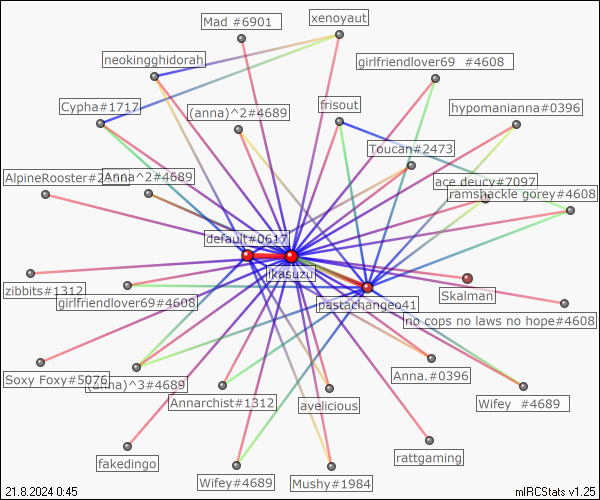 Mad #6901
xenoyaut
neokingghidorah
girlfriendlover69 #4608
Cypha#1717
(anna)^2#4689
frisout
hypomanianna#0396
Toucan#2473
AlpineRooster#2
Anna^2#4689
ace deucy#7097
ramshackle gorey#4608
default#0617
ikasuzu
zibbits#1312
girlfriendlover69#4608
pastachangeo41
Skalman
no cops no laws no hope#4608
Soxy Foxy#5076
(anna)^3#4689
Anna.#0396
Annarchist#1312
avelicious
Wifey #4689
fakedingo
rattgaming
Wifey#4689
Mushy#1984
21.8.2024 0:45
mIRCStats v1.25